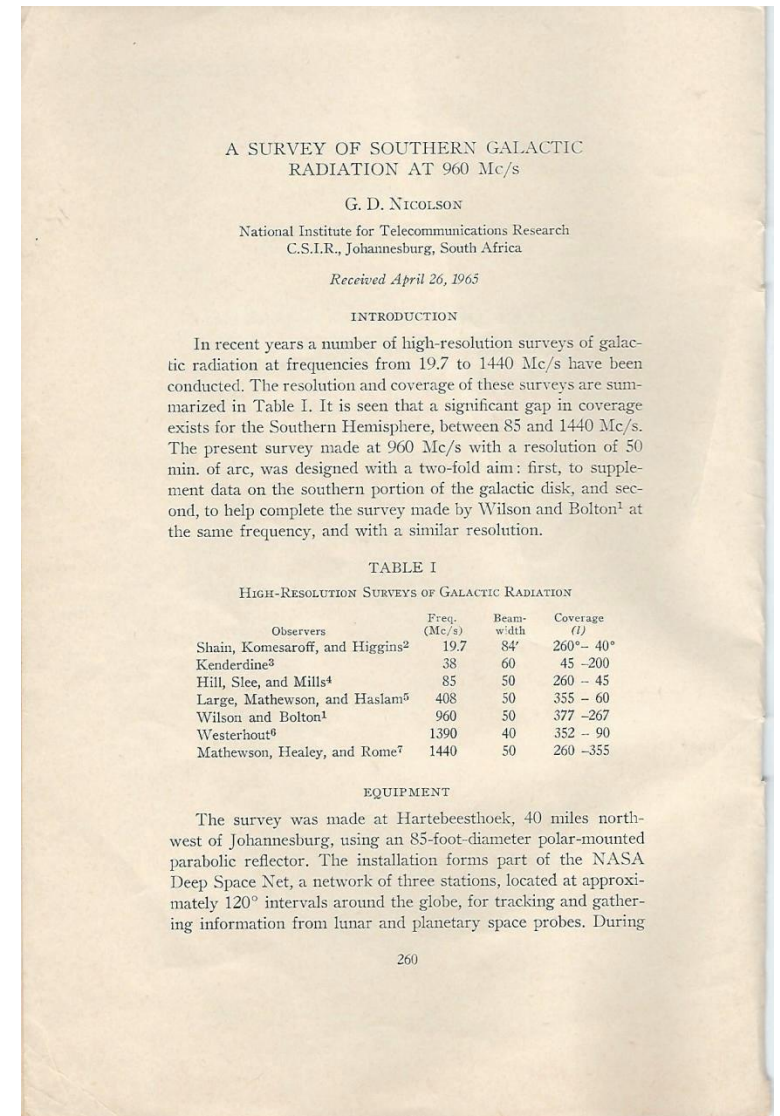 A SURVEY OF SOUTHERN GALACTIC
RADIATION AT 960 Mc/s
G. D. NICOLSON
National Institute for Telecommunications Research
C.S.I.R., Johannesburg, South Africa
Received April 26, 1965
INTRODUCTION
In recent years a number of high-resolution surveys of galac-
tic radiation at frequencies from 19.7 to 1440 Mc/s have been
conducted. The resolution and coverage of these surveys are sum-
marized in Table I. It is seen that a significant gap in coverage
exists for the Southern Hemisphere, between 85 and 1440 Mc/s.
The present survey made at 960 Mc/s with a resolution of 50
min. of arc, was designed with a two-fold aim: first, to supple-
ment data on the southern portion of the galactic disk, and sec-
ond, to help complete the survey made by Wilson and Bolton¹ at
the same frequency, and with a similar resolution.
TABLE I
HIGH-RESOLUTION SURVEYS OF GALACTIC RADIATION
Observers Freq. (Mc/s) Beam-width Coverage (l)
Shain, Komesaroff, and Higgins² 19.7 84′ 260°– 40°
Kenderdine³ 38 60 45 –200
Hill, Slee, and Mills⁴ 85 50 260 – 45
Large, Mathewson, and Haslam⁵ 408 50 355 – 60
Wilson and Bolton¹ 960 50 377 –267
Westerhout⁶ 1390 40 352 – 90
Mathewson, Healey, and Rome⁷ 1440 50 260 –355
EQUIPMENT
The survey was made at Hartebeesthoek, 40 miles north-
west of Johannesburg, using an 85-foot-diameter polar-mounted
parabolic reflector. The installation forms part of the NASA
Deep Space Net, a network of three stations, located at approxi-
mately 120° intervals around the globe, for tracking and gather-
ing information from lunar and planetary space probes. During
260